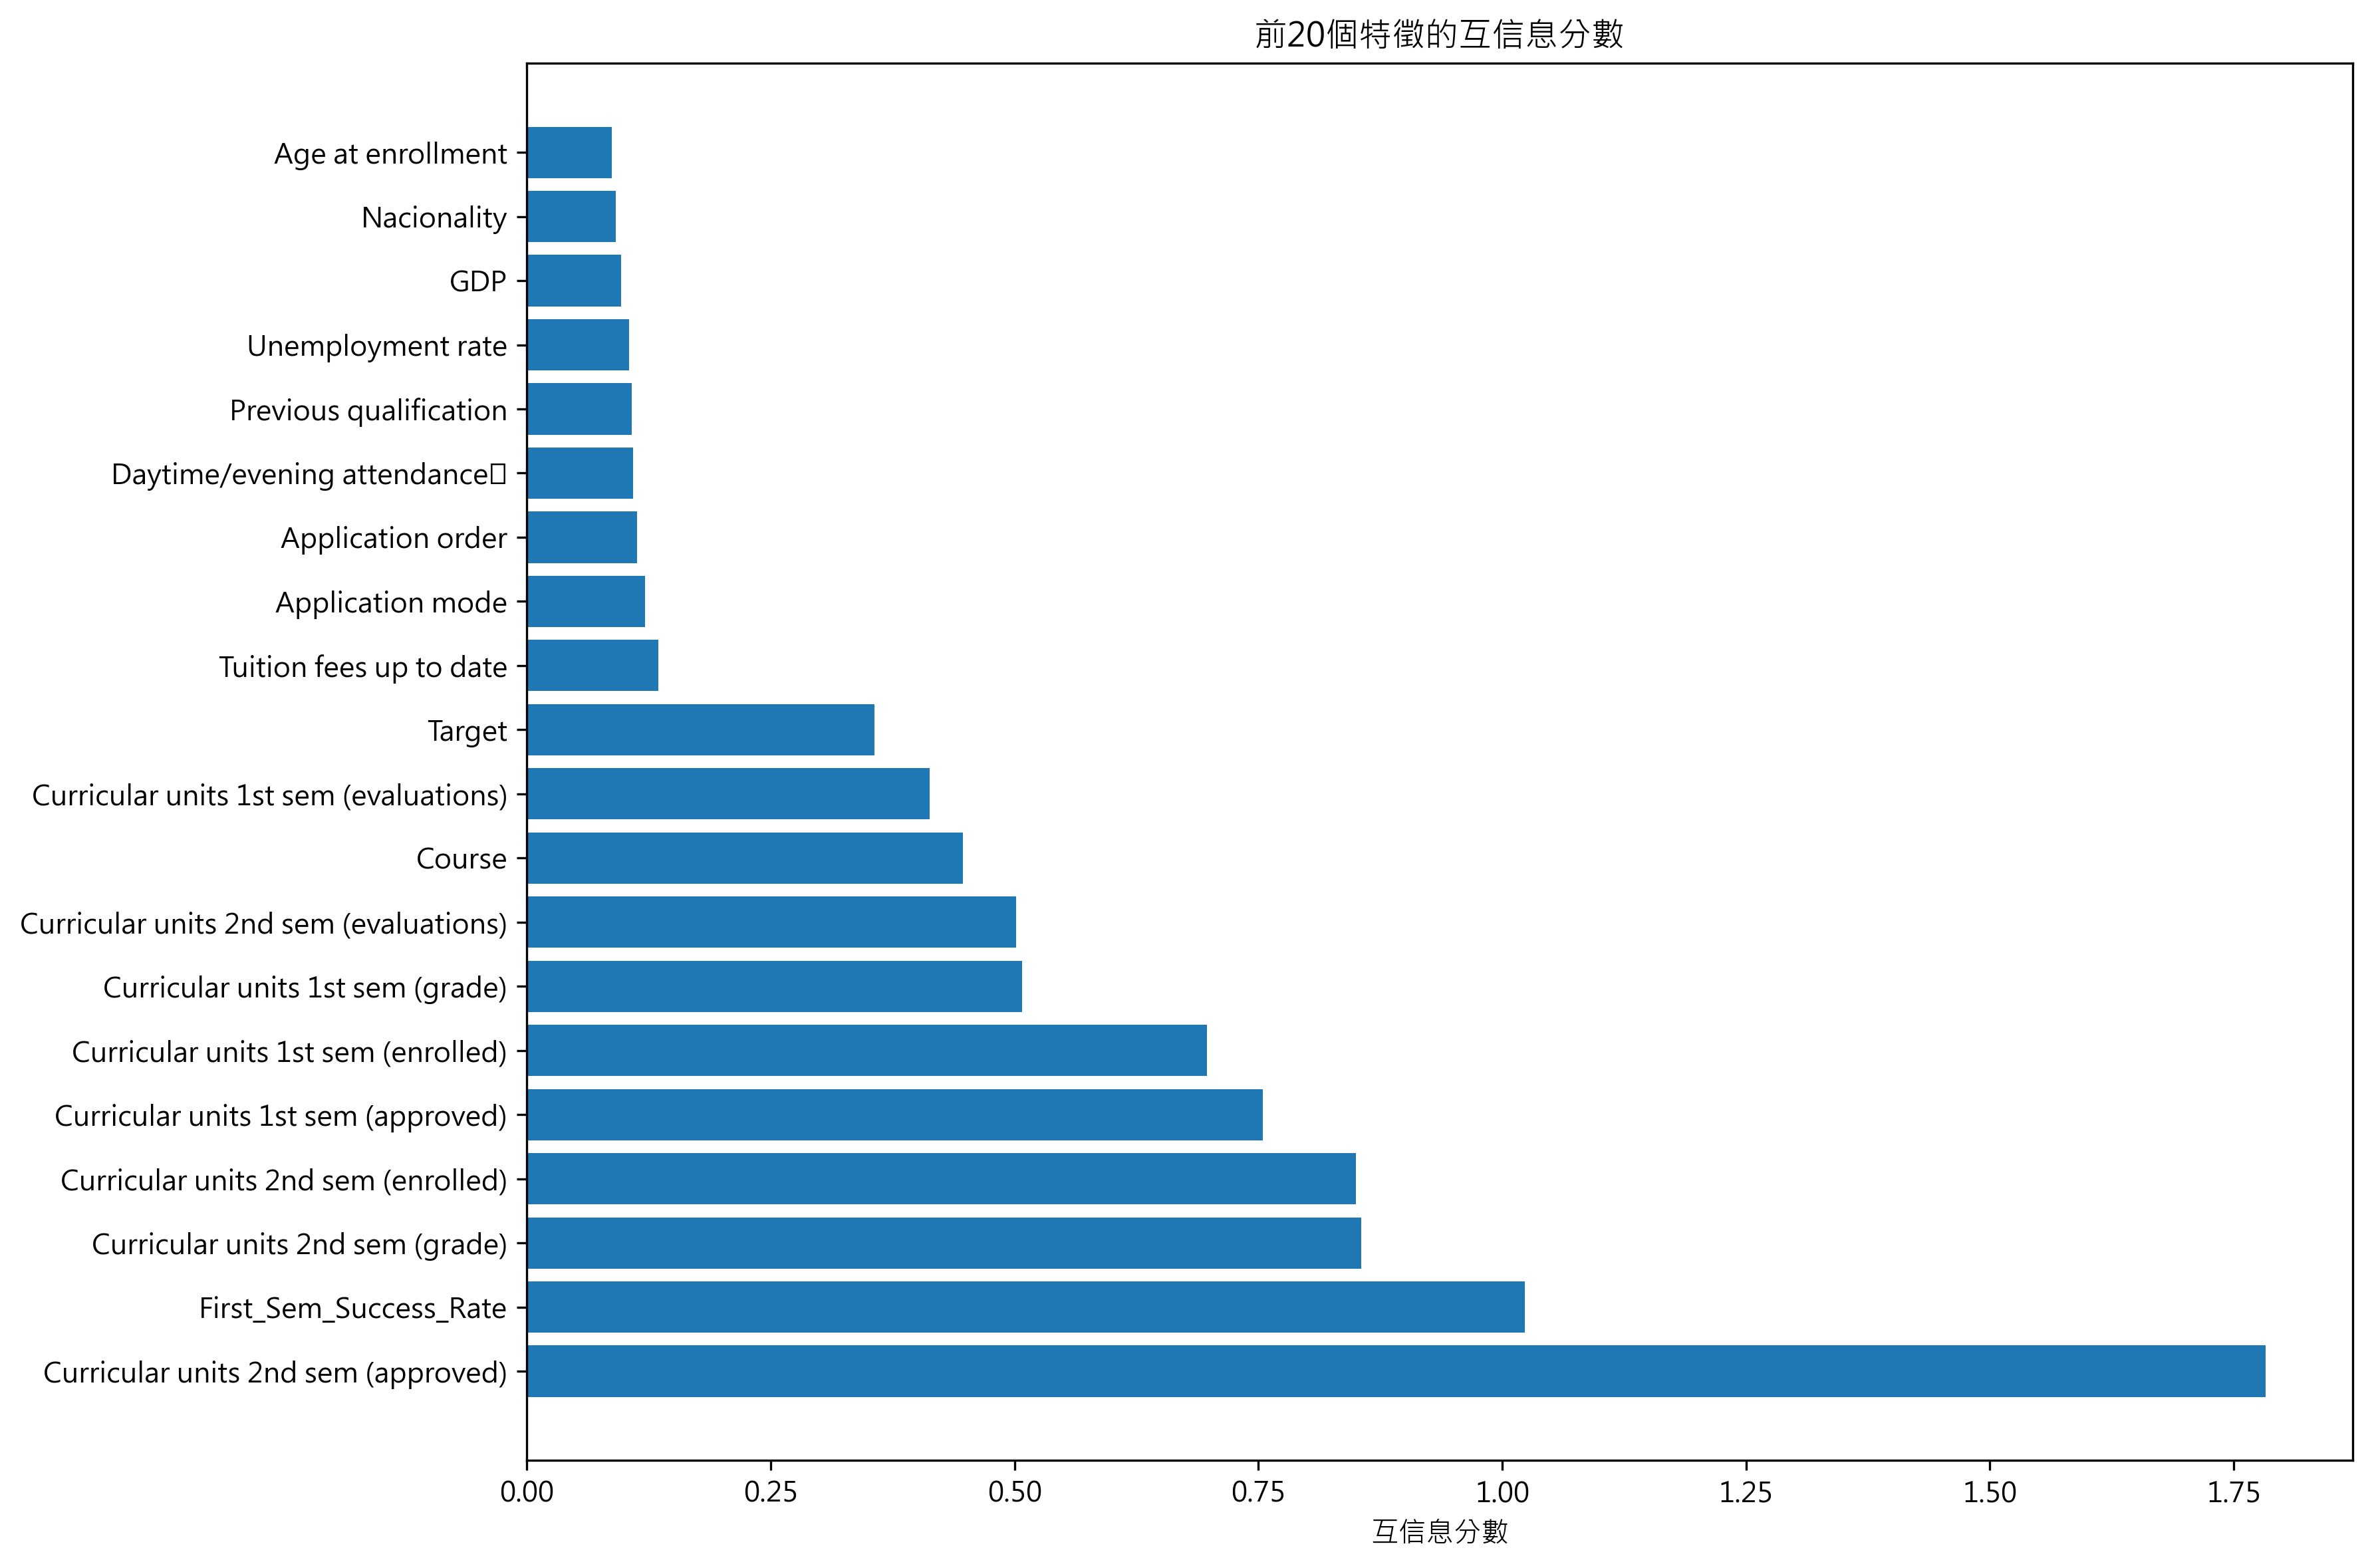 前20個特徵的互信息分數
Age at enrollment
Nacionality
GDP
Unemployment rate
Previous qualification
Daytime/evening attendance
Application order
Application mode
Tuition fees up to date
Target
Curricular units 1st sem (evaluations)
Course
Curricular units 2nd sem (evaluations)
Curricular units 1st sem (grade)
Curricular units 1st sem (enrolled)
Curricular units 1st sem (approved)
Curricular units 2nd sem (enrolled)
Curricular units 2nd sem (grade)
First_Sem_Success_Rate
Curricular units 2nd sem (approved)
0.00 0.25 0.50 0.75 1.00 1.25 1.50 1.75
互信息分數